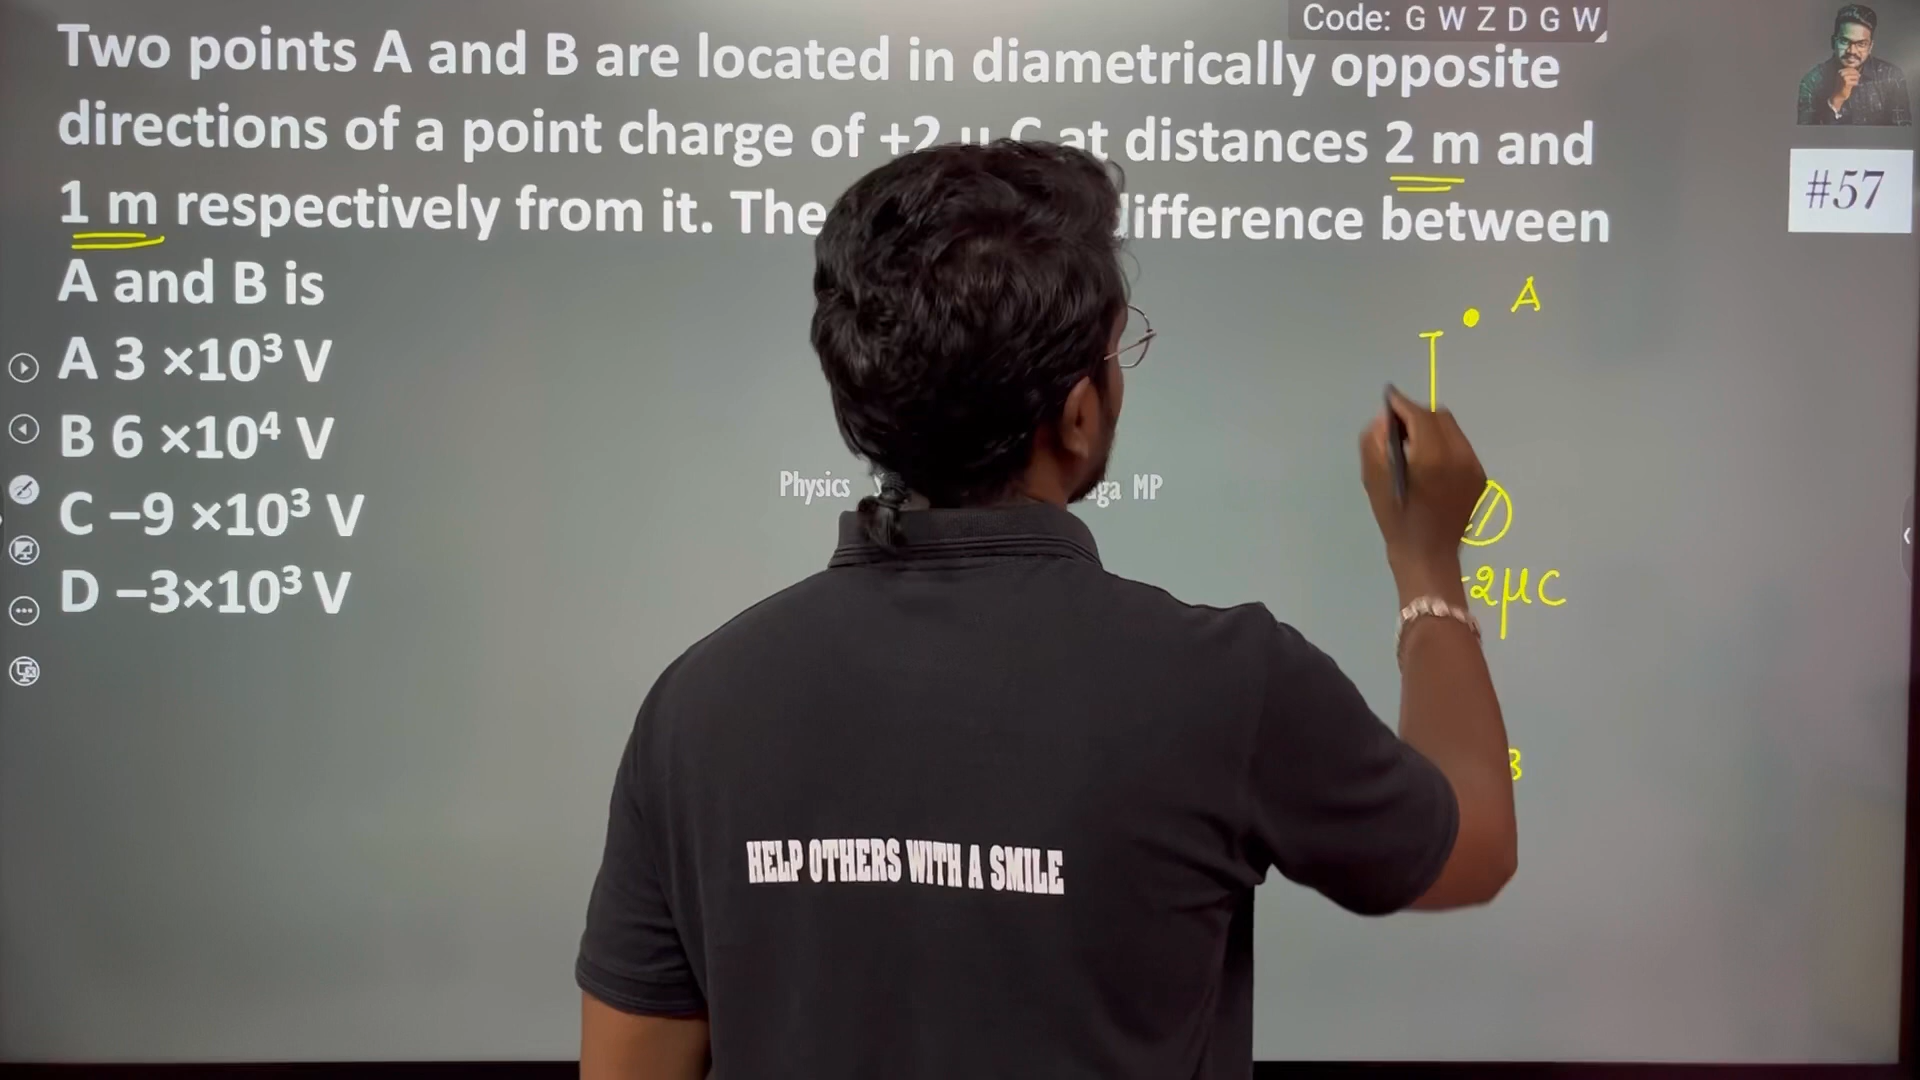 Code: G W Z D G W
Two points A and B are located in diametrically opposite
directions of a point charge of +2 μ C at distances 2 m and
1 m respectively from it. The difference between
A and B is
A 3 ×10³ V
B 6 ×10⁴ V
C –9 ×10³ V
D –3×10³ V
#57
A
2μC
B
Physics MP
HELP OTHERS WITH A SMILE